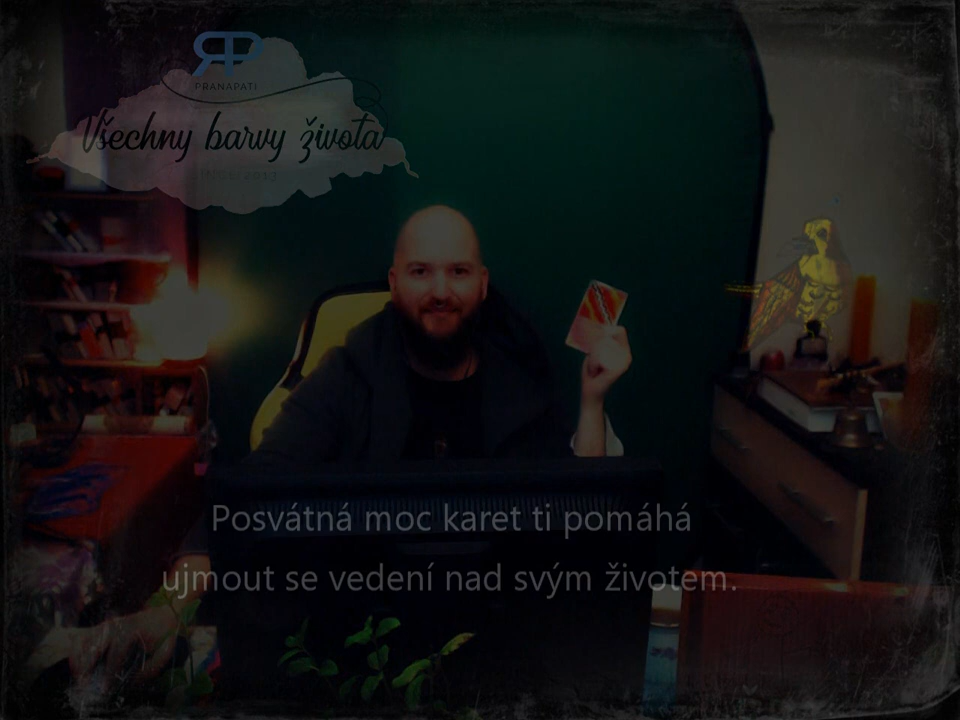 PRANAPATI
Všechny barvy života
Posvátná moc karet ti pomáhá
ujmout se vedení nad svým životem.